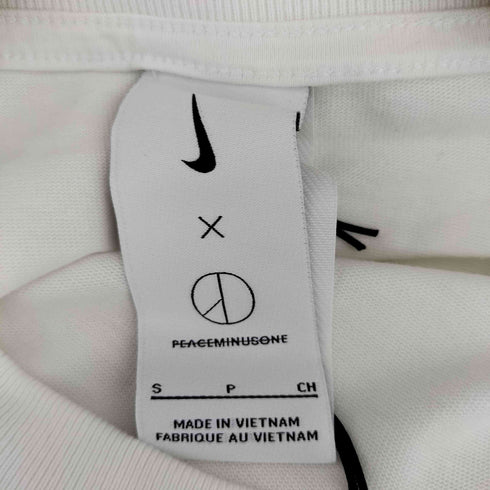 X
PEACEMINUSONE
S P CH
MADE IN VIETNAM
FABRIQUE AU VIETNAM